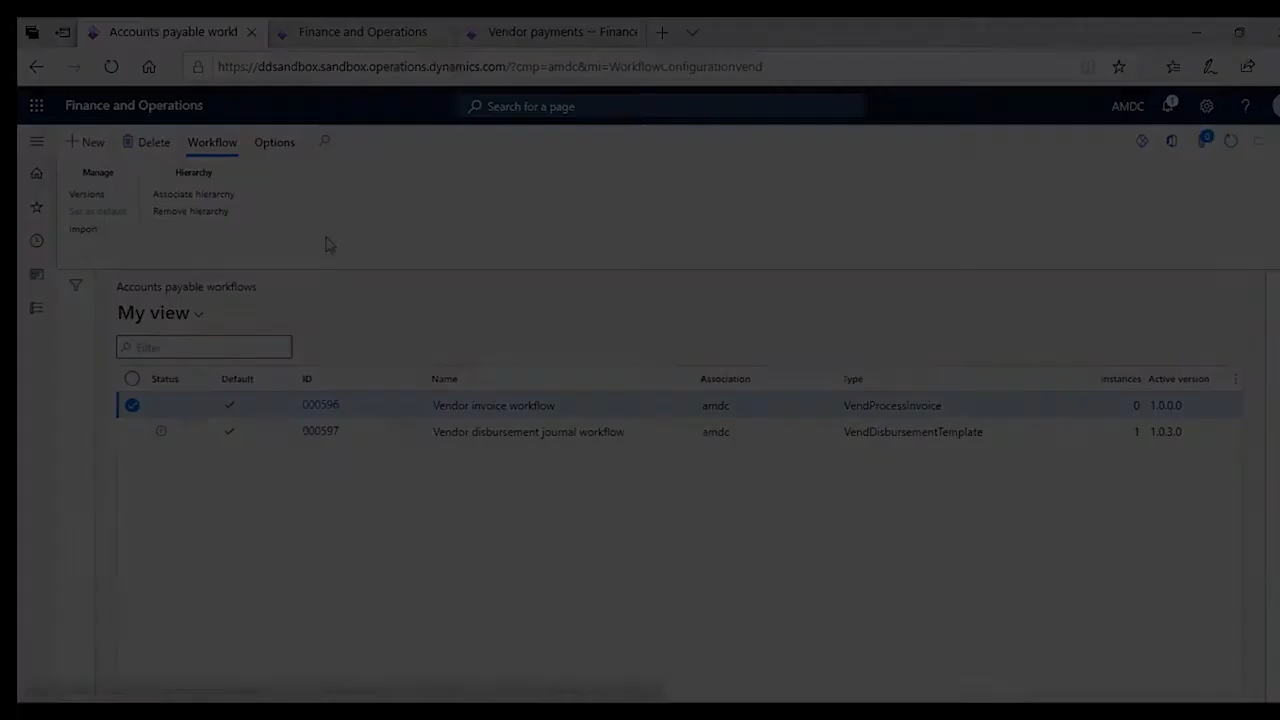 Accounts payable workfl
Finance and Operations
Vendor payments -- Finance
https://ddsandbox.sandbox.operations.dynamics.com/?cmp=amdc&mi=WorkflowConfigurationvend
Finance and Operations
Search for a page
AMDC
1
?
New
Delete
Workflow
Options
0
Manage
Hierarchy
Versions
Associate hierarchy
Set as default
Remove hierarchy
Import
Accounts payable workflows
My view
Filter
Status Default ID Name Association Type Instances Active version
000596 Vendor invoice workflow amdc VendProcessInvoice 0 1.0.0.0
000597 Vendor disbursement journal workflow amdc VendDisbursementTemplate 1 1.0.3.0